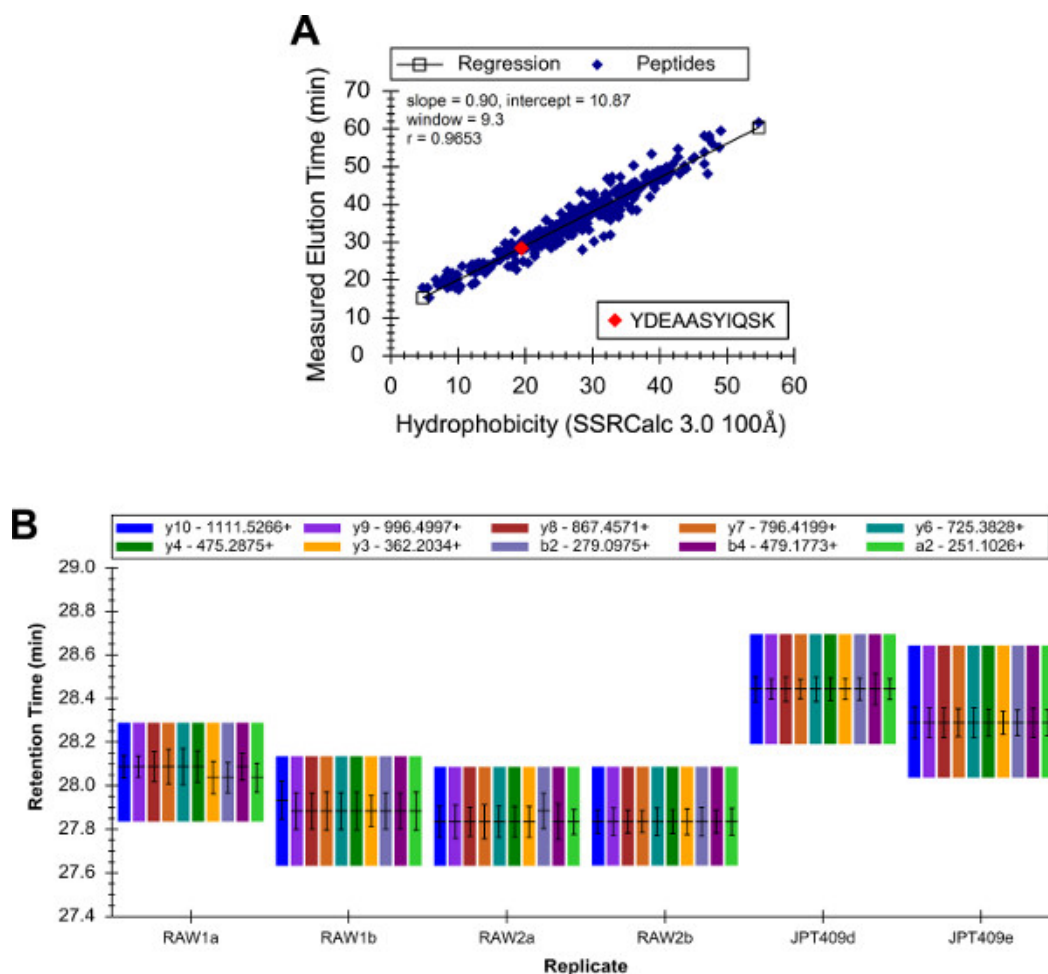 A
Regression Peptides
slope = 0.90, intercept = 10.87
window = 9.3
r = 0.9653
Measured Elution Time (min)
70
60
50
40
30
20
10
0
YDEAASYIQSK
0 10 20 30 40 50 60
Hydrophobicity (SSRCalc 3.0 100Å)
B
y10 - 1111.5266+ y9 - 996.4997+ y8 - 867.4571+ y7 - 796.4199+ y6 - 725.3828+
y4 - 475.2875+ y3 - 362.2034+ b2 - 279.0975+ b4 - 479.1773+ a2 - 251.1026+
Retention Time (min)
29.0
28.8
28.6
28.4
28.2
28.0
27.8
27.6
27.4
RAW1a RAW1b RAW2a RAW2b JPT409d JPT409e
Replicate